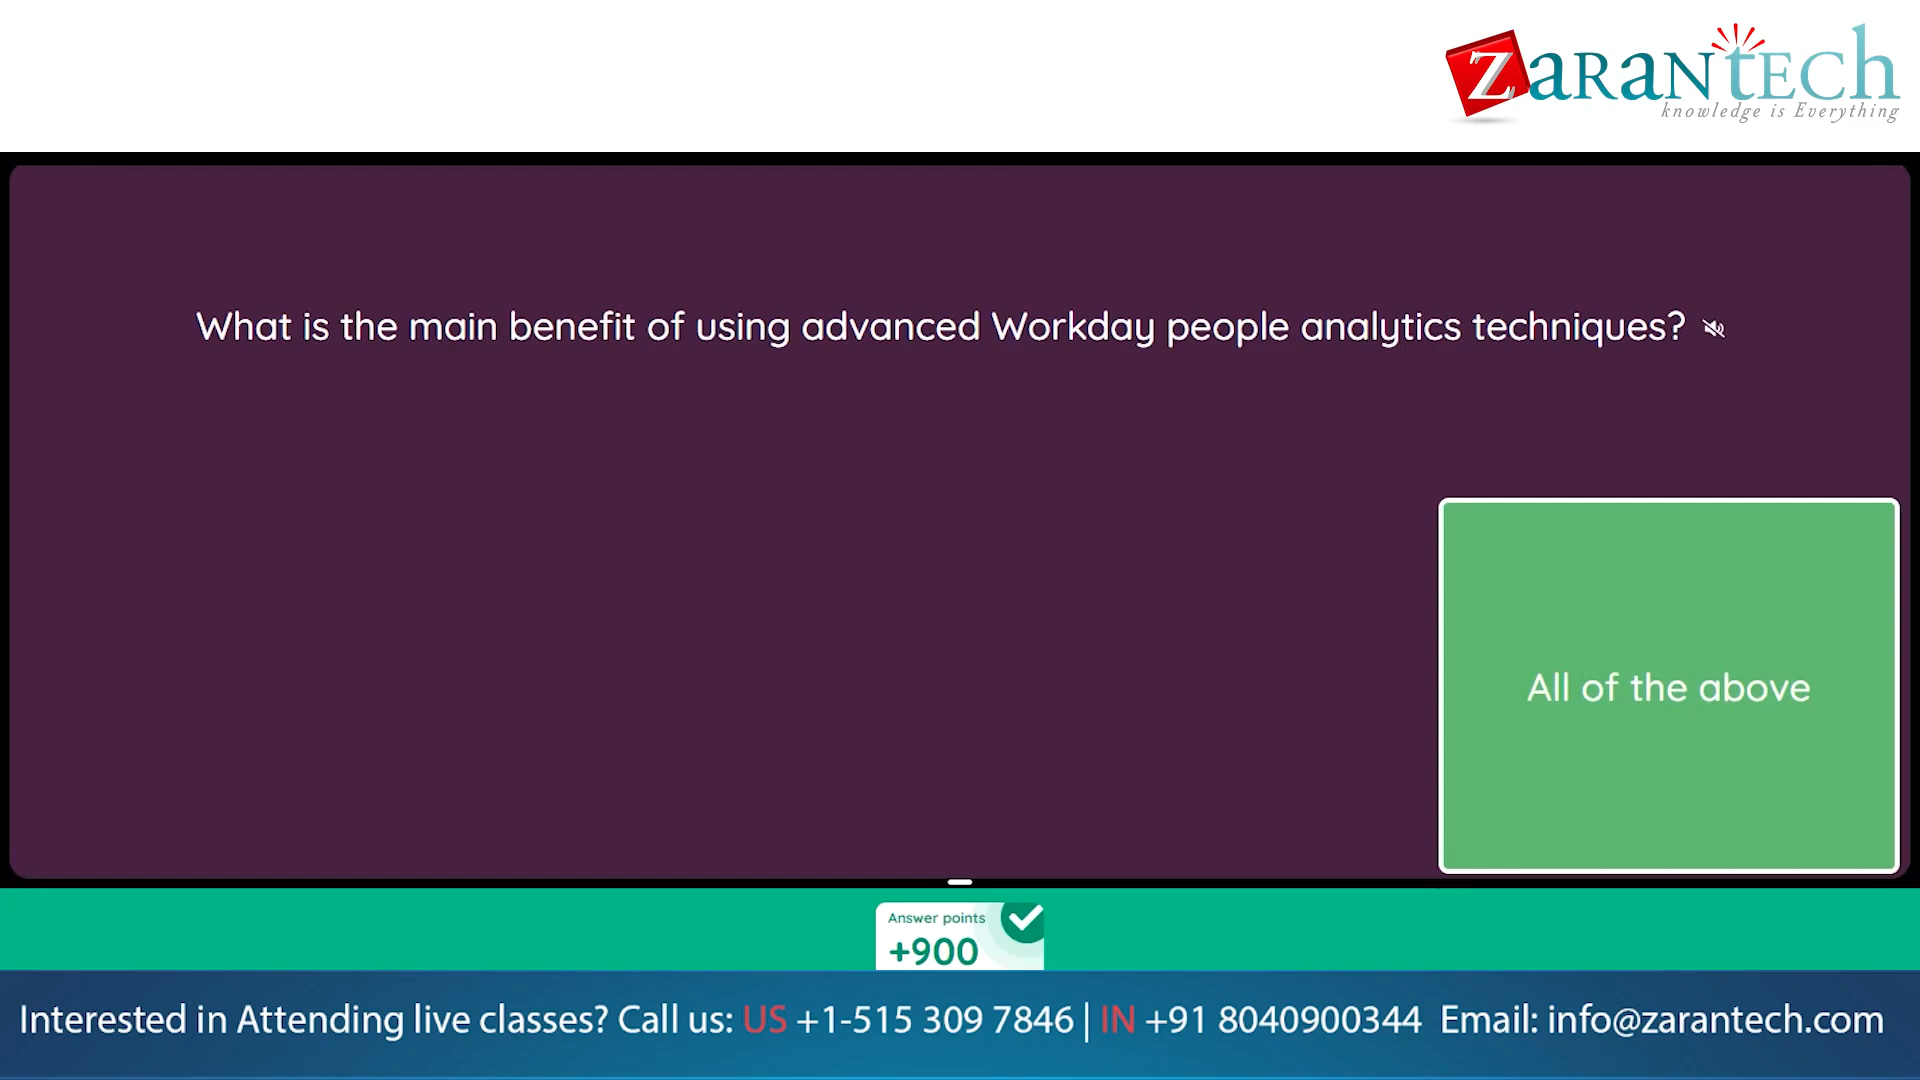 ZaranTech
knowledge is Everything
What is the main benefit of using advanced Workday people analytics techniques?
All of the above
Answer points
+900
Interested in Attending live classes? Call us: US +1-515 309 7846 | IN +91 8040900344 Email: info@zarantech.com